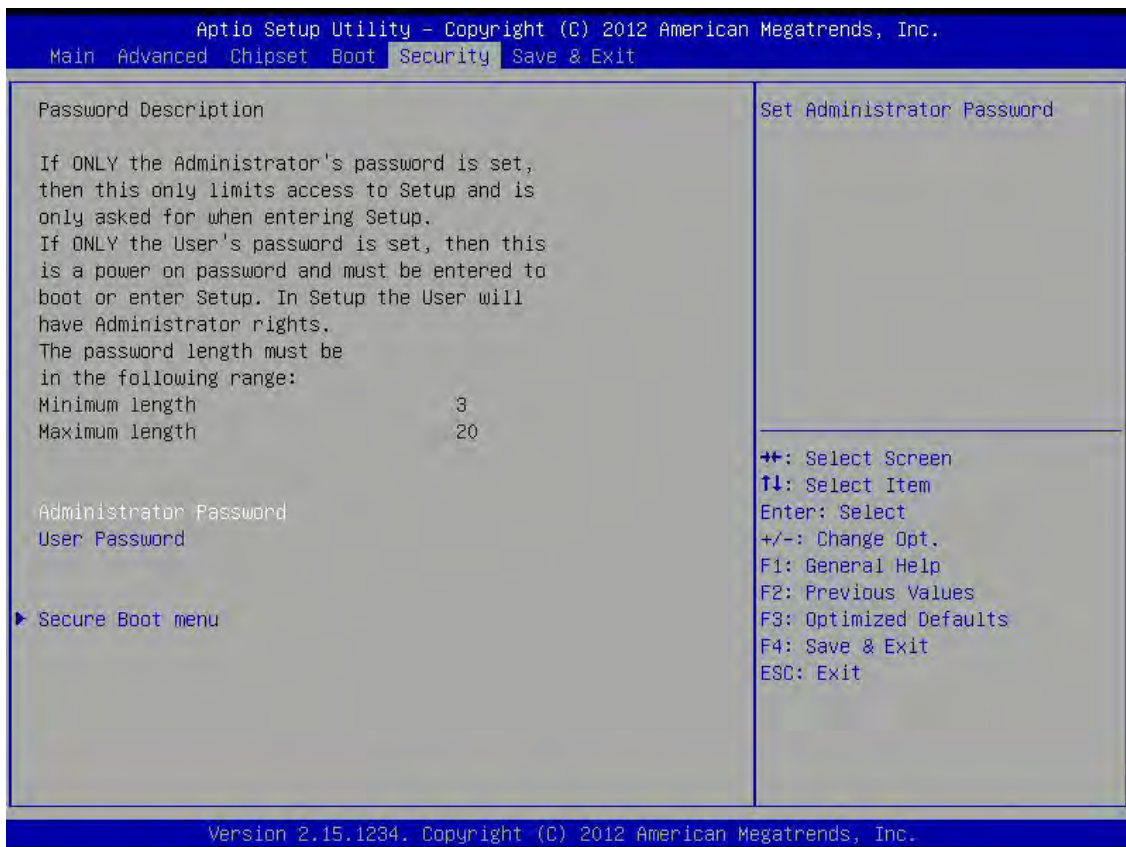 Aptio Setup Utility – Copyright (C) 2012 American Megatrends, Inc.
Main Advanced Chipset Boot Security Save & Exit
Password Description
If ONLY the Administrator's password is set,
then this only limits access to Setup and is
only asked for when entering Setup.
If ONLY the User's password is set, then this
is a power on password and must be entered to
boot or enter Setup. In Setup the User will
have Administrator rights.
The password length must be
in the following range:
Minimum length 3
Maximum length 20
Administrator Password
User Password
▶ Secure Boot menu
Set Administrator Password
→←: Select Screen
↑↓: Select Item
Enter: Select
+/-: Change Opt.
F1: General Help
F2: Previous Values
F3: Optimized Defaults
F4: Save & Exit
ESC: Exit
Version 2.15.1234. Copyright (C) 2012 American Megatrends, Inc.